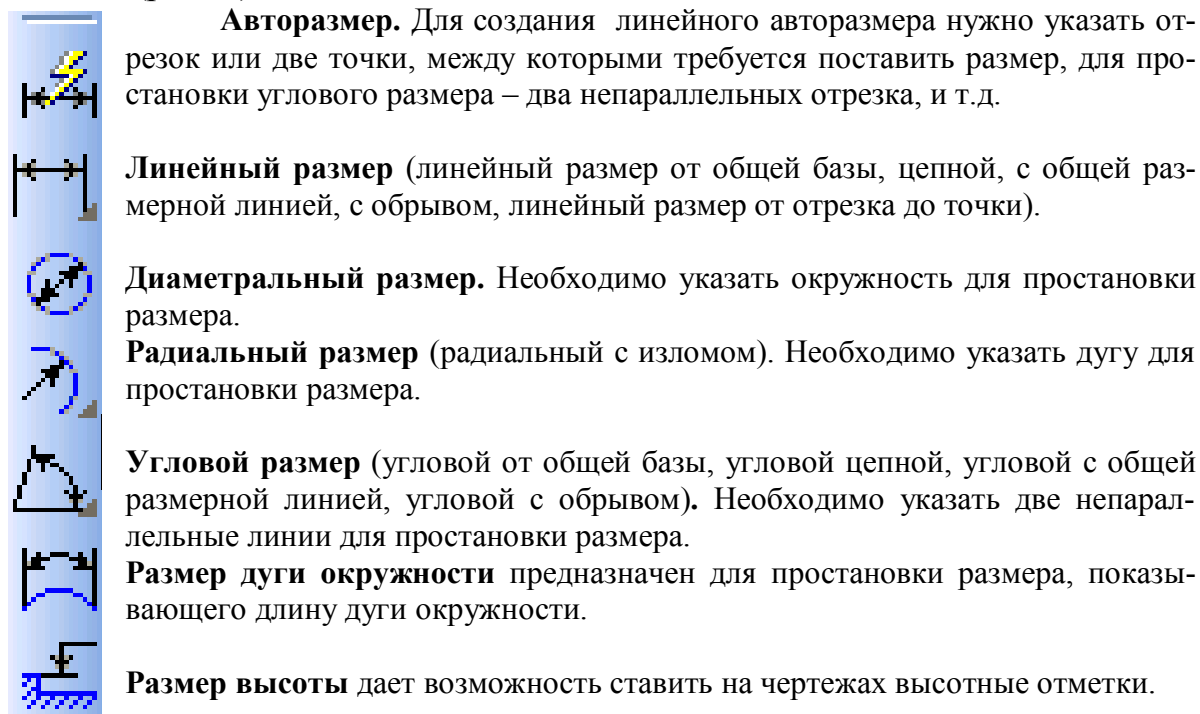 Авторазмер. Для создания  линейного авторазмера нужно указать от-
резок или две точки, между которыми требуется поставить размер, для про-
становки углового размера – два непараллельных отрезка, и т.д.
Линейный размер (линейный размер от общей базы, цепной, с общей раз-
мерной линией, с обрывом, линейный размер от отрезка до точки).
Диаметральный размер. Необходимо указать окружность для простановки
размера.
Радиальный размер (радиальный с изломом). Необходимо указать дугу для
простановки размера.
Угловой размер (угловой от общей базы, угловой цепной, угловой с общей
размерной линией, угловой с обрывом). Необходимо указать две непарал-
лельные линии для простановки размера.
Размер дуги окружности предназначен для простановки размера, показы-
вающего длину дуги окружности.
Размер высоты дает возможность ставить на чертежах высотные отметки.